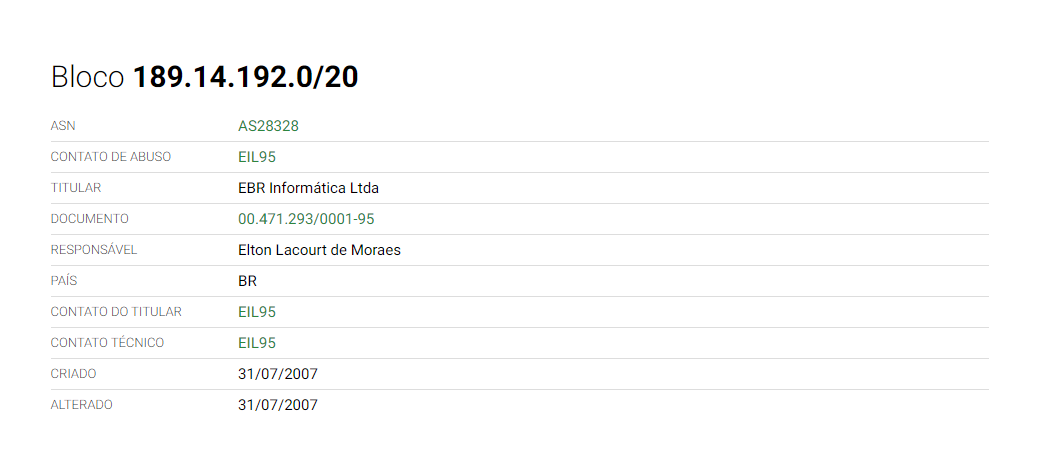 Bloco 189.14.192.0/20
ASN AS28328
CONTATO DE ABUSO EIL95
TITULAR EBR Informática Ltda
DOCUMENTO 00.471.293/0001-95
RESPONSÁVEL Elton Lacourt de Moraes
PAÍS BR
CONTATO DO TITULAR EIL95
CONTATO TÉCNICO EIL95
CRIADO 31/07/2007
ALTERADO 31/07/2007